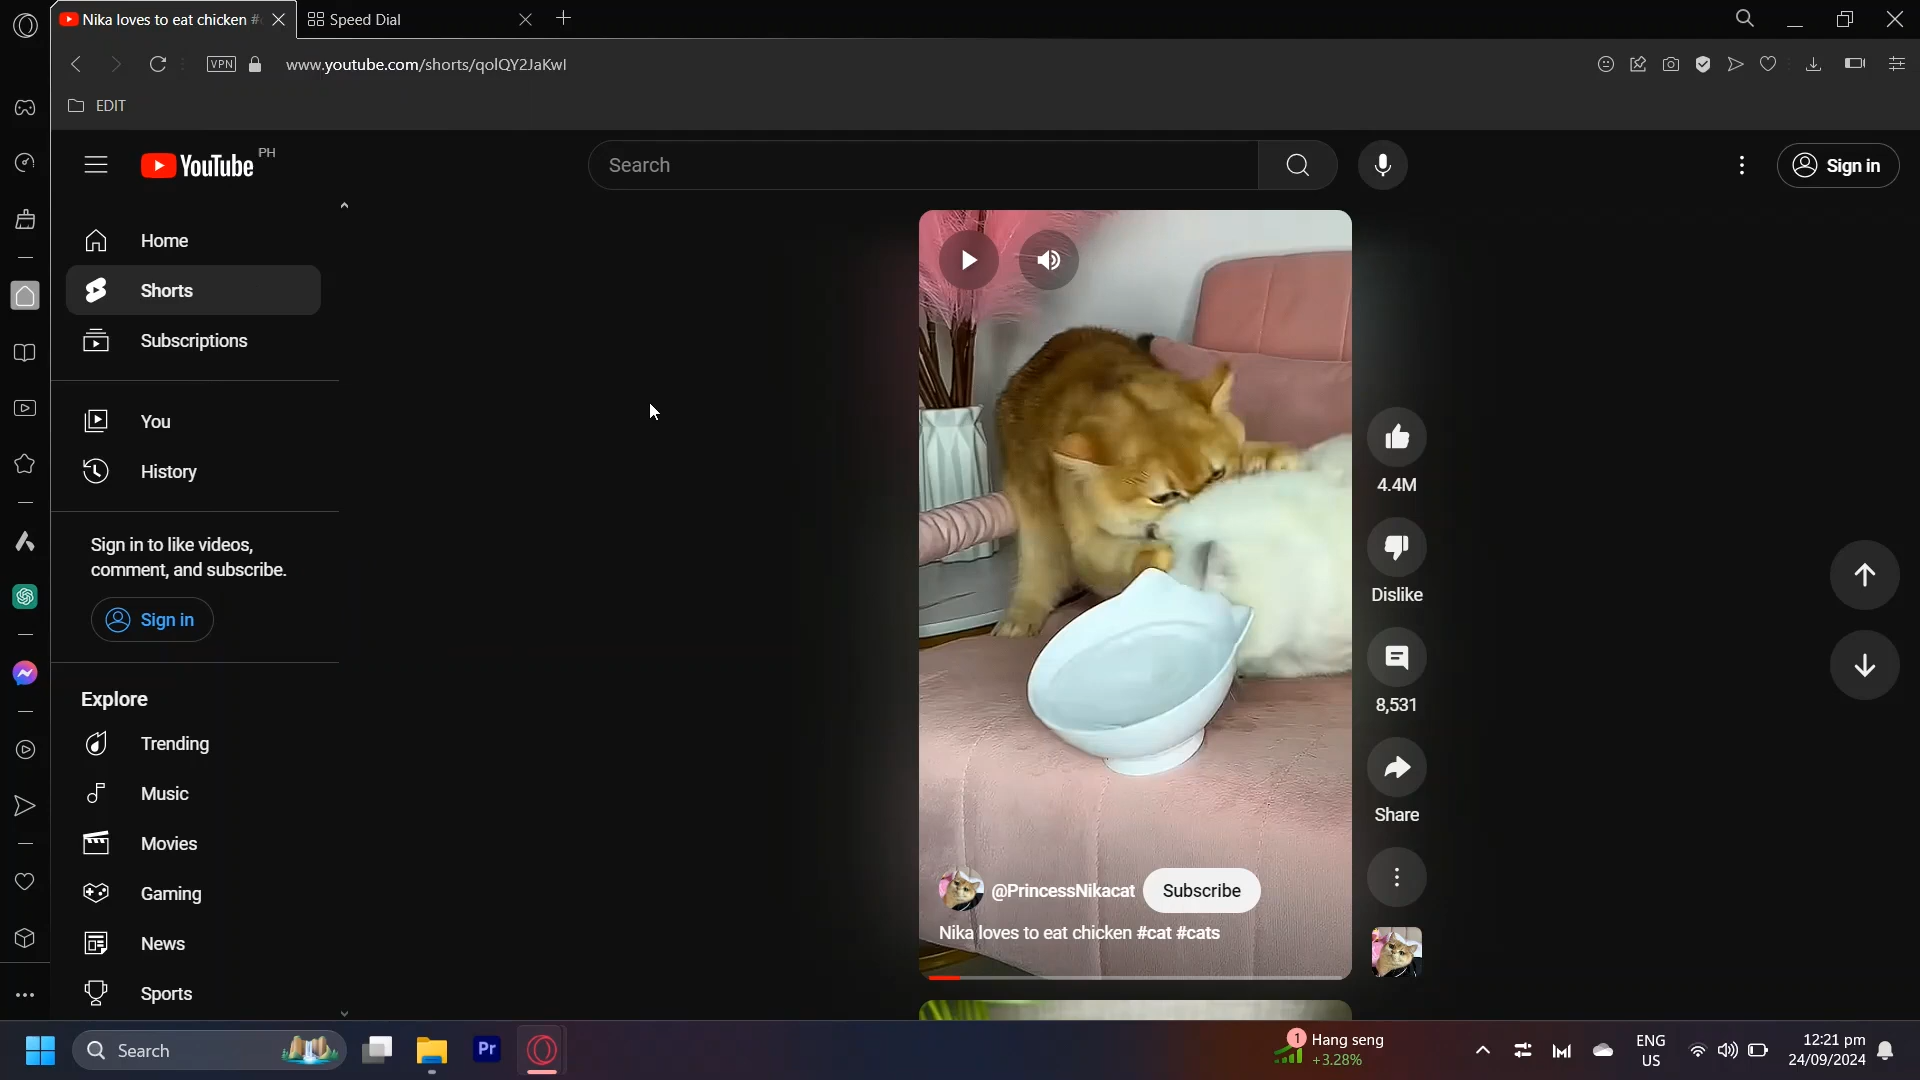 Nika loves to eat chicken #
Speed Dial
VPN
www.youtube.com/shorts/qolQY2JaKwI
EDIT
YouTube PH
Search
Sign in
Home
Shorts
Subscriptions
You
History
Sign in to like videos,
comment, and subscribe.
Sign in
Explore
Trending
Music
Movies
Gaming
News
Sports
4.4M
Dislike
8,531
Share
@PrincessNikacat
Subscribe
Nika loves to eat chicken #cat #cats
Search
Pr
1
Hang seng
+3.28%
ENG
US
12:21 pm
24/09/2024